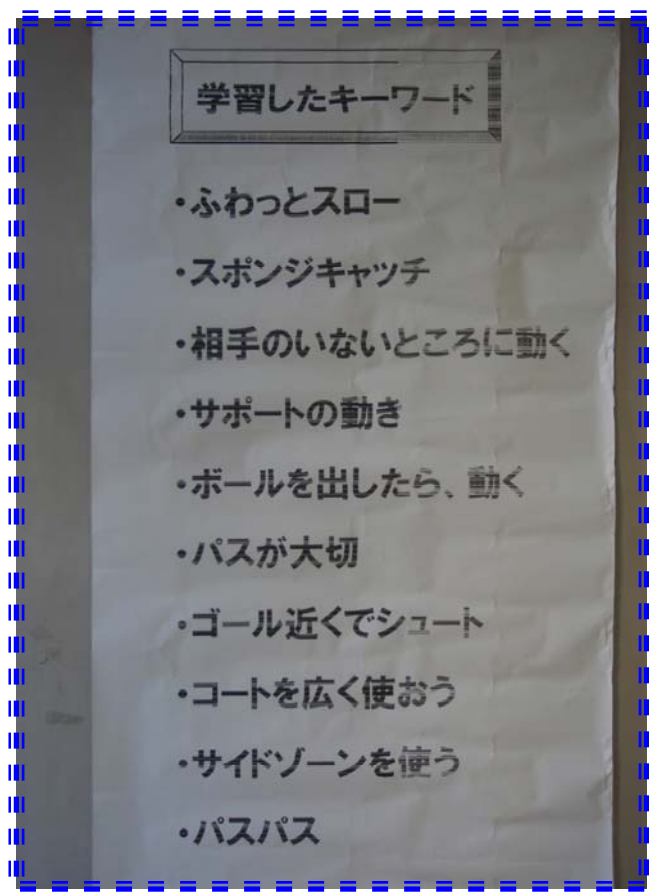 学習したキーワード
・ふわっとスロー
・スポンジキャッチ
・相手のいないところに動く
・サポートの動き
・ボールを出したら、動く
・パスが大切
・ゴール近くでシュート
・コートを広く使おう
・サイドゾーンを使う
・パスパス